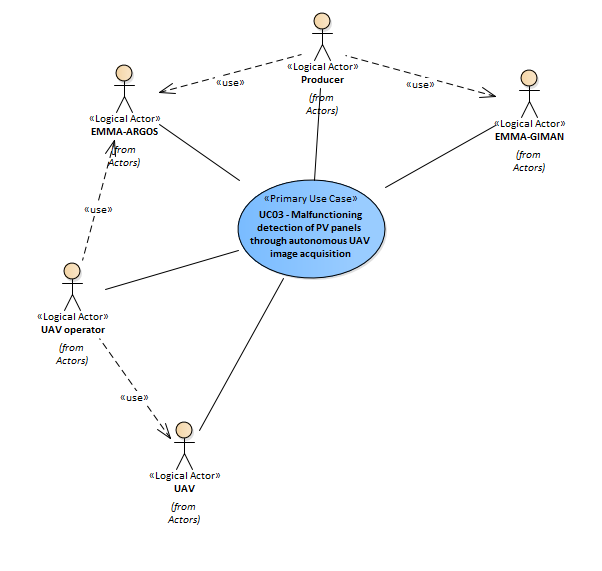 «Logical Actor»
Producer
(from
Actors)
«use»
«use»
«Logical Actor»
EMMA-ARGOS
(from
Actors)
«Logical Actor»
EMMA-GIMAN
(from
Actors)
«Primary Use Case»
UC03 - Malfunctioning
detection of PV panels
through autonomous UAV
image acquisition
«use»
«Logical Actor»
UAV operator
(from
Actors)
«use»
«Logical Actor»
UAV
(from
Actors)